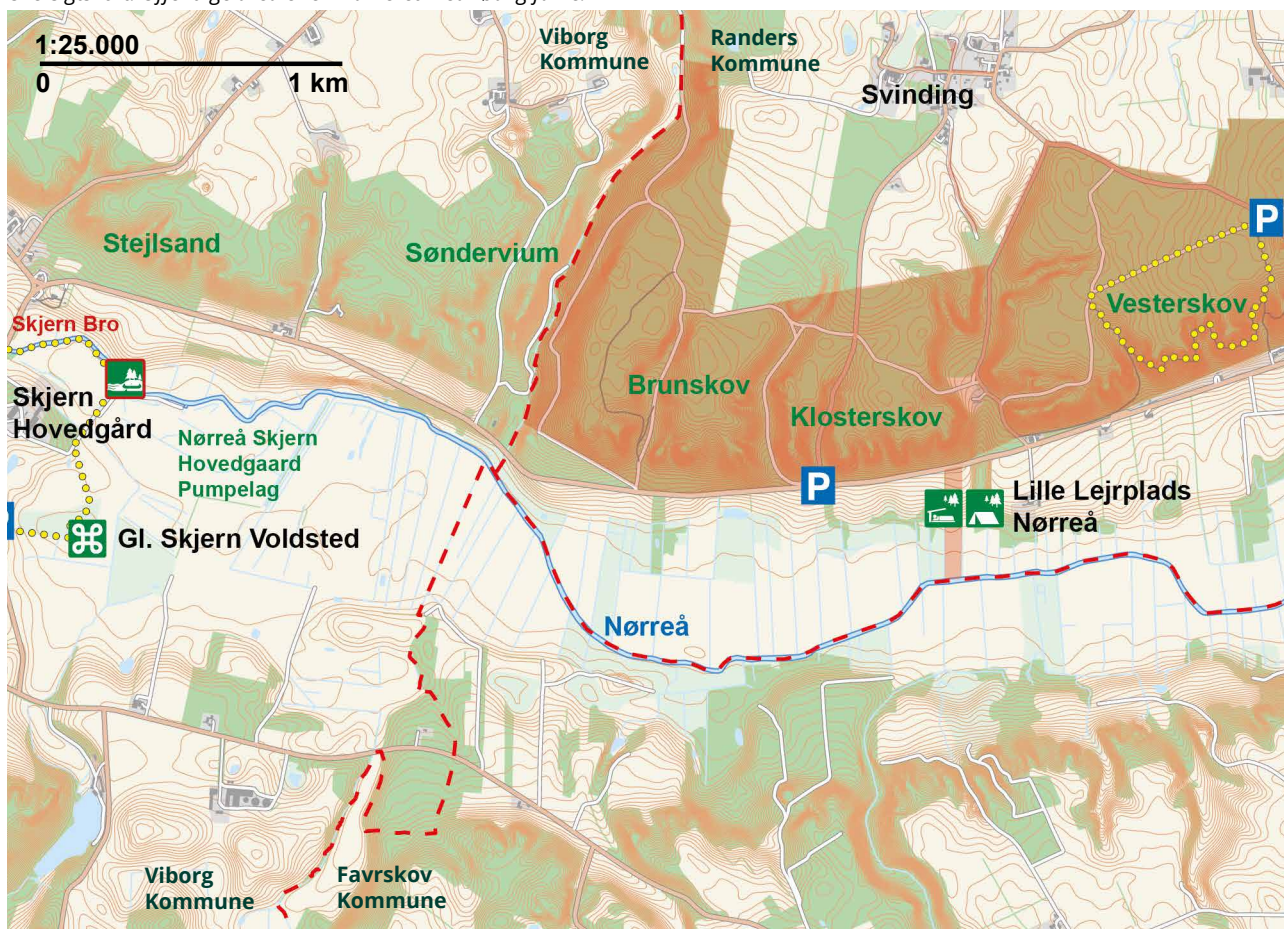 1:25.000
0
1 km
Viborg
Kommune
Randers
Kommune
Svinding
Stejlsand
Søndervium
P
Vesterskov
Skjern Bro
Skjern
Hovedgård
Nørreå Skjern
Hovedgaard
Pumpelag
Brunskov
Klosterskov
P
Lille Lejrplads
Nørreå
Gl. Skjern Voldsted
Nørreå
Viborg
Kommune
Favrskov
Kommune